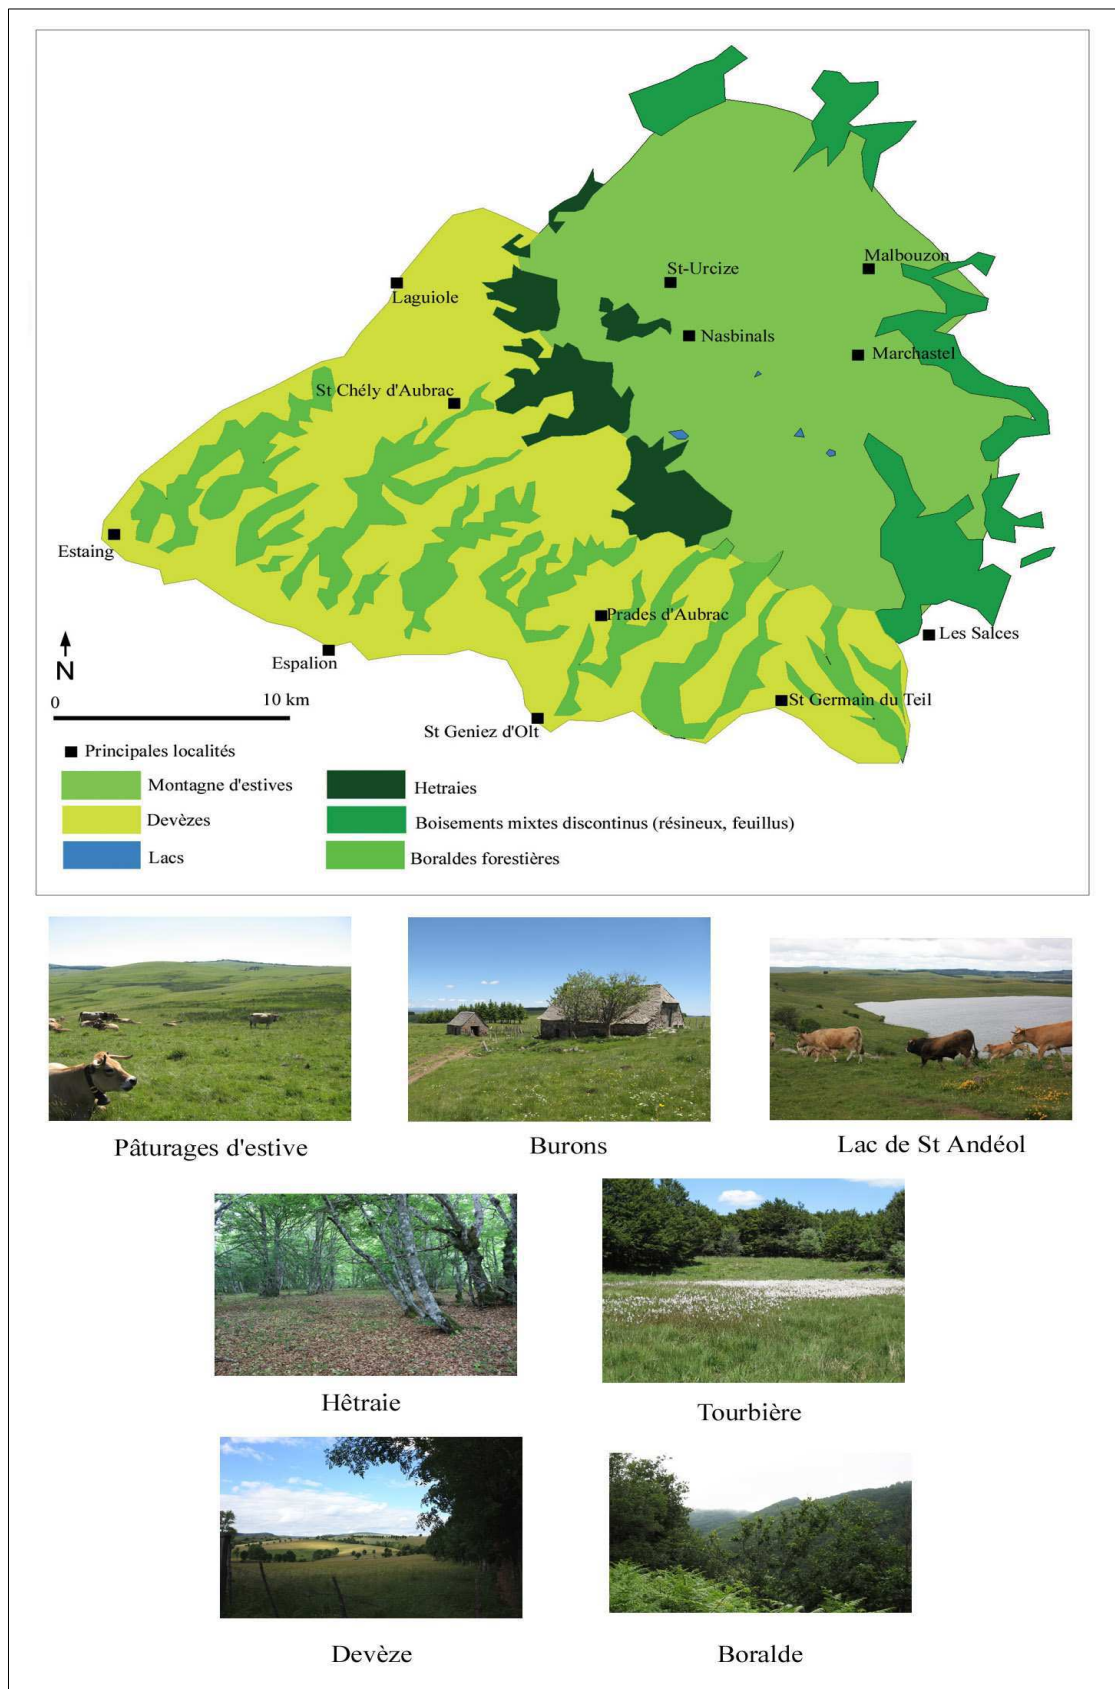 Malbouzon
St-Urcize
Laguiole
Nasbinals
Marchastel
St Chély d'Aubrac
Estaing
Prades d'Aubrac
Les Salces
Espalion
N
0 10 km
St Germain du Teil
St Geniez d'Olt
Principales localités
Montagne d'estives
Hetraies
Devèzes
Boisements mixtes discontinus (résineux, feuillus)
Lacs
Boraldes forestières
Pâturages d'estive
Burons
Lac de St Andéol
Hêtraie
Tourbière
Devèze
Boralde